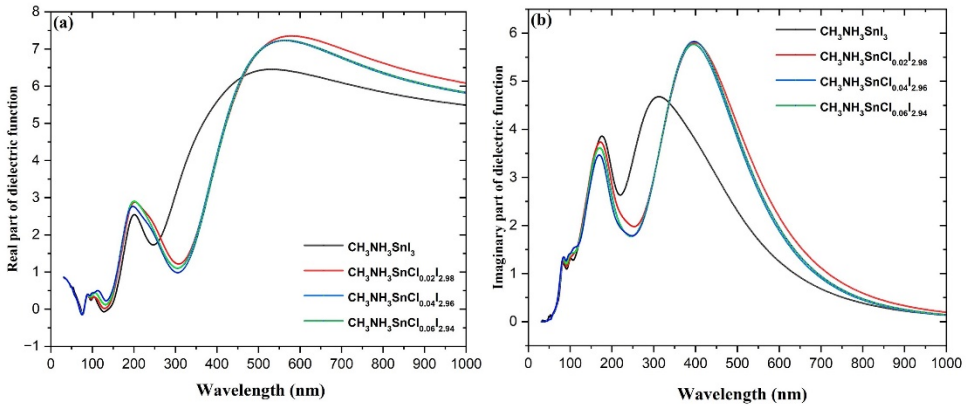 (a)
Real part of dielectric function
8
7
6
5
4
3
2
1
0
−1
CH₃NH₃SnI₃
CH₃NH₃SnCl₀.₀₂I₂.₉₈
CH₃NH₃SnCl₀.₀₄I₂.₉₆
CH₃NH₃SnCl₀.₀₆I₂.₉₄
0 100 200 300 400 500 600 700 800 900 1000
Wavelength (nm)
(b)
Imaginary part of dielectric function
6
5
4
3
2
1
0
CH₃NH₃SnI₃
CH₃NH₃SnCl₀.₀₂I₂.₉₈
CH₃NH₃SnCl₀.₀₄I₂.₉₆
CH₃NH₃SnCl₀.₀₆I₂.₉₄
0 100 200 300 400 500 600 700 800 900 1000
Wavelength (nm)